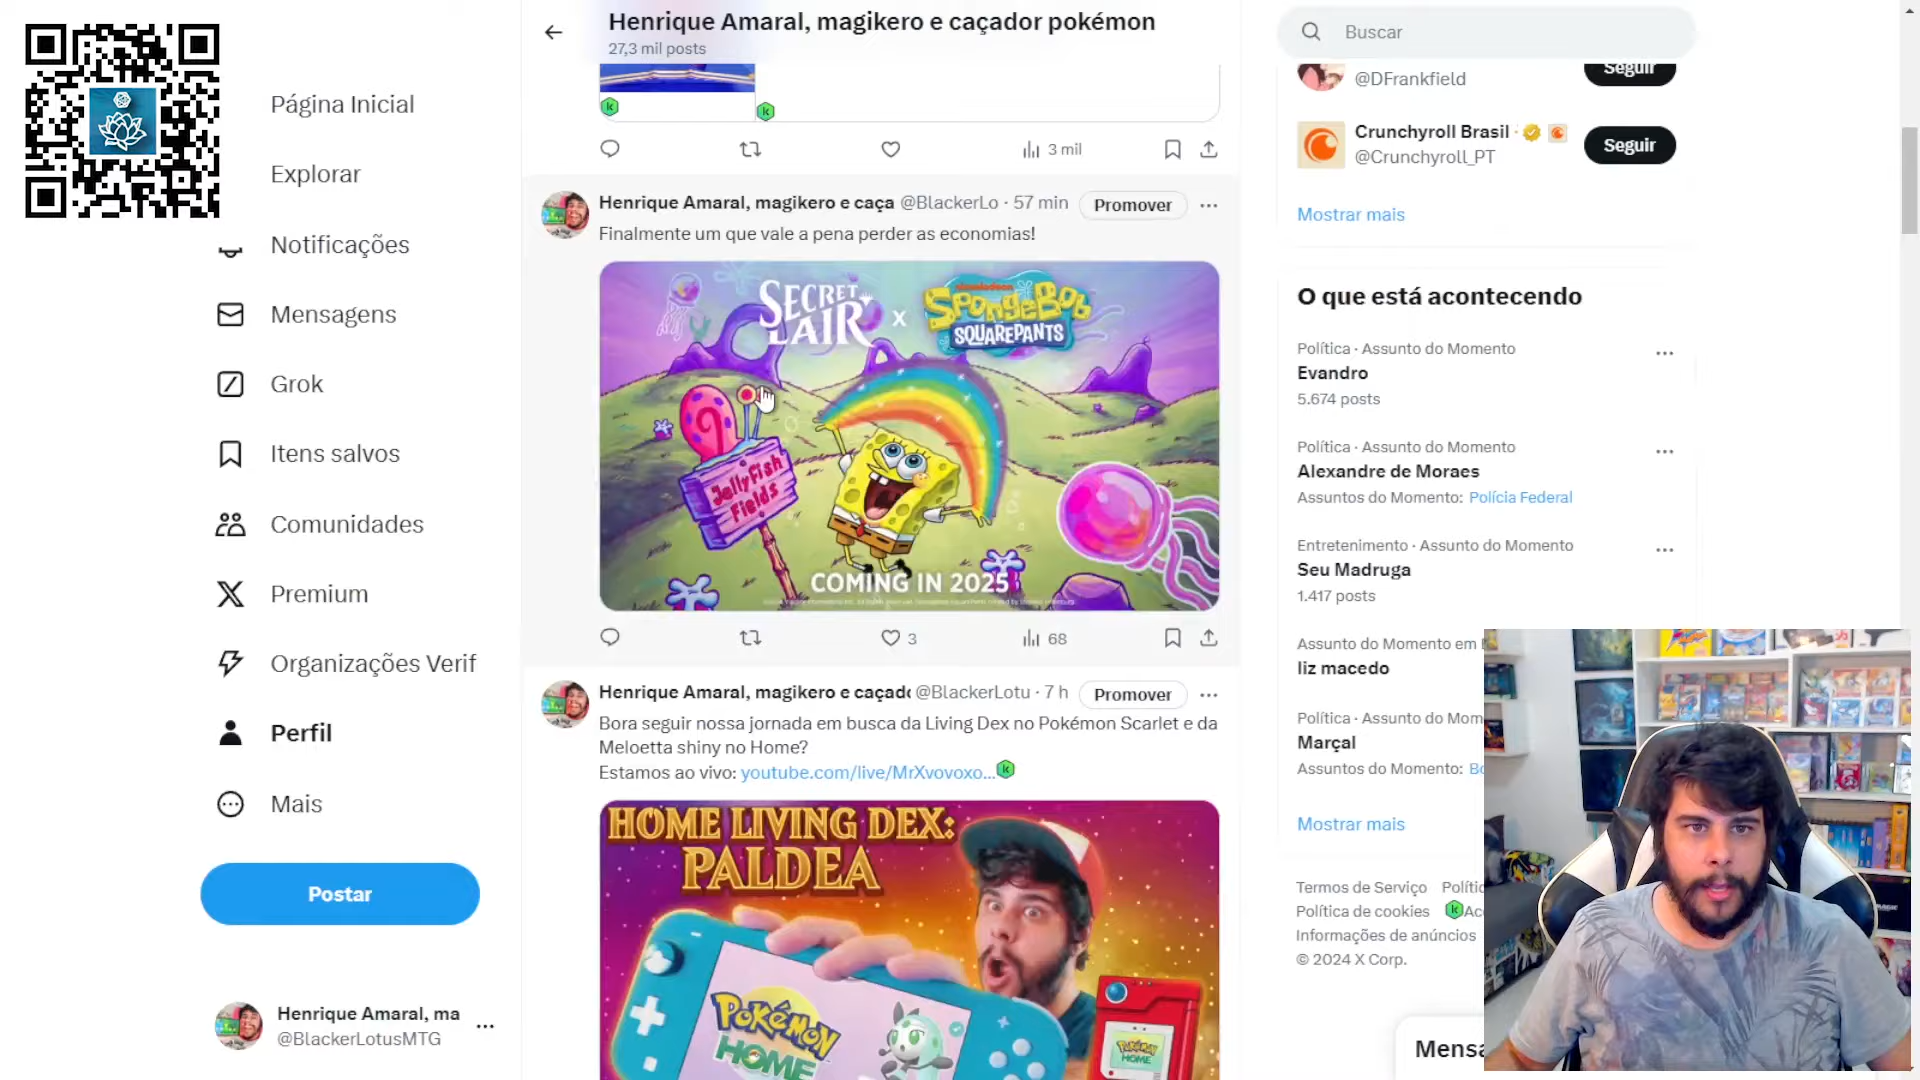 Henrique Amaral, magikero e caçador pokémon
27,3 mil posts
Buscar
Página Inicial
Explorar
Notificações
Mensagens
Grok
Itens salvos
Comunidades
Premium
Organizações Verif
Perfil
Mais
Postar
Henrique Amaral, ma
@BlackerLotusMTG
3 mil
Henrique Amaral, magikero e caça @BlackerLo · 57 min
Promover
Finalmente um que vale a pena perder as economias!
SECRET LAIR x nickelodeon SpongeBob SQUAREPANTS
Jellyfish Fields
COMING IN 2025
3
68
Henrique Amaral, magikero e caçad @BlackerLotu · 7 h
Promover
Bora seguir nossa jornada em busca da Living Dex no Pokémon Scarlet e da
Meloetta shiny no Home?
Estamos ao vivo: youtube.com/live/MrXvovoxo...
HOME LIVING DEX:
PALDEA
Pokémon
HOME
Pokémon
HOME
@DFrankfield
Seguir
Crunchyroll Brasil
@Crunchyroll_PT
Seguir
Mostrar mais
O que está acontecendo
Política · Assunto do Momento
Evandro
5.674 posts
Política · Assunto do Momento
Alexandre de Moraes
Assuntos do Momento: Polícia Federal
Entretenimento · Assunto do Momento
Seu Madruga
1.417 posts
Assunto do Momento em
liz macedo
Política · Assunto do Mom
Marçal
Assuntos do Momento: Bo
Mostrar mais
Termos de Serviço Polític
Política de cookies Ac
Informações de anúncios
© 2024 X Corp.
Mensa